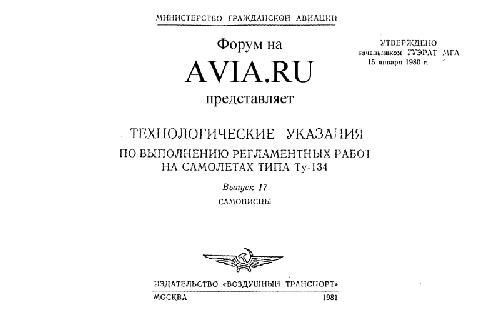 МИНИСТЕРСТВО ГРАЖДАНСКОЙ АВИАЦИИ
Форум на
AVIA.RU
представляет
УТВЕРЖДЕНО
начальником ГУЭРАТ МГА
15 января 1980 г.
ТЕХНОЛОГИЧЕСКИЕ УКАЗАНИЯ
ПО ВЫПОЛНЕНИЮ РЕГЛАМЕНТНЫХ РАБОТ
НА САМОЛЕТАХ ТИПА Ту-134
Выпуск 17
САМОПИСЦЫ
ИЗДАТЕЛЬСТВО «ВОЗДУШНЫЙ ТРАНСПОРТ»
МОСКВА 1981